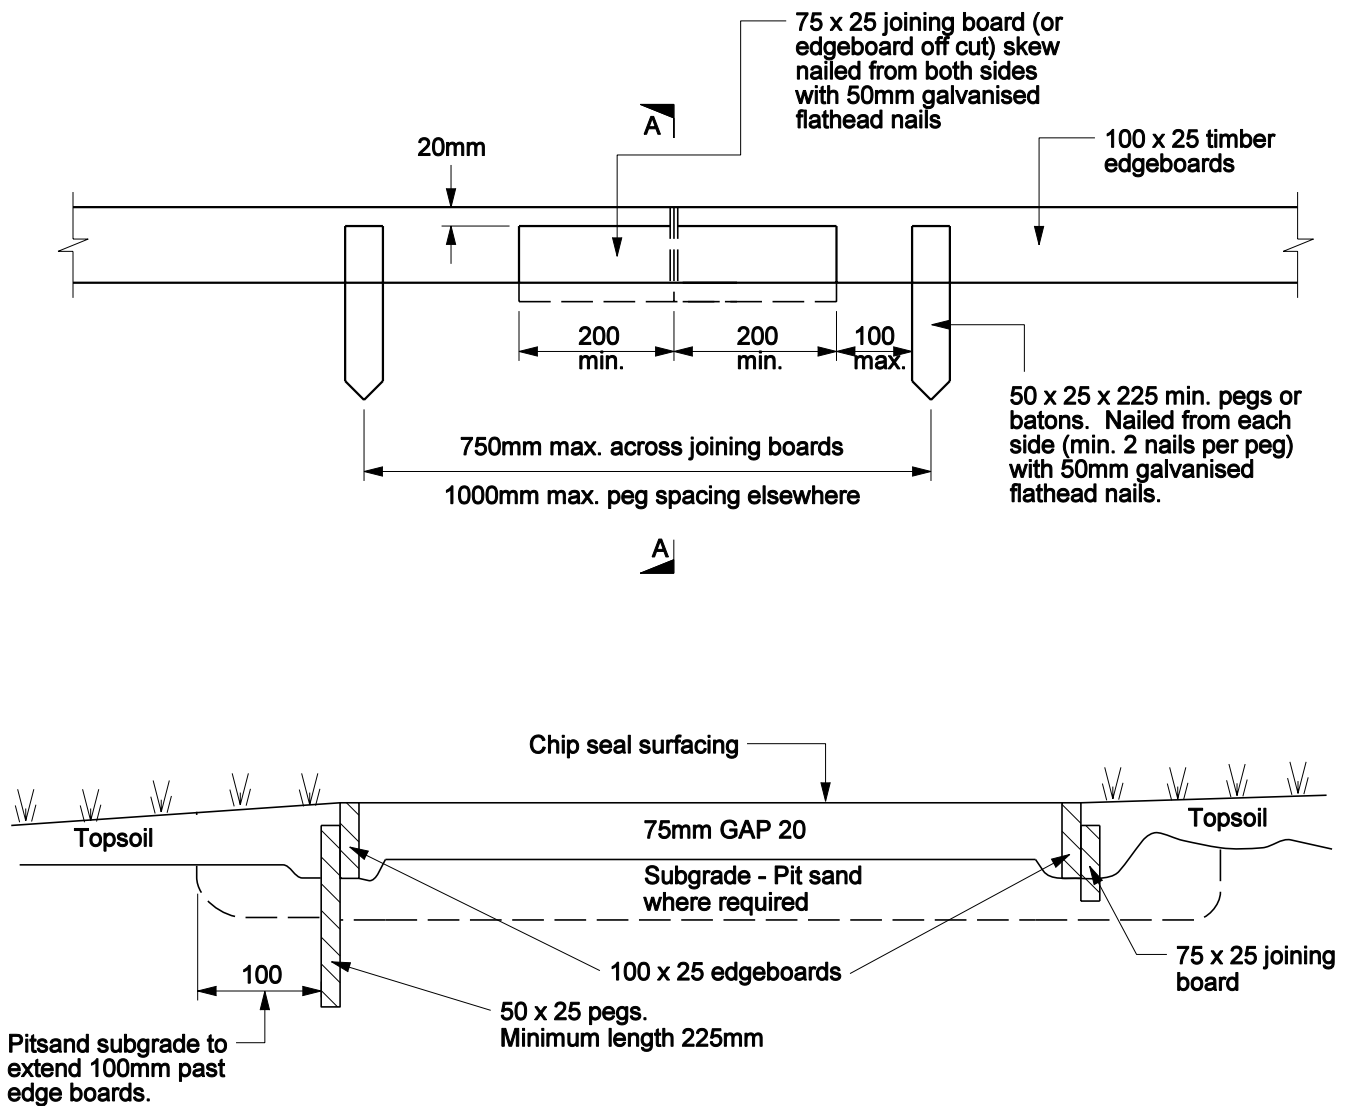 75 x 25 joining board (or
edgeboard off cut) skew
nailed from both sides
with 50mm galvanised
flathead nails
A
20mm
100 x 25 timber
edgeboards
200
min.
200
min.
100
max.
50 x 25 x 225 min. pegs or
batons. Nailed from each
side (min. 2 nails per peg)
with 50mm galvanised
flathead nails.
750mm max. across joining boards
1000mm max. peg spacing elsewhere
A
Chip seal surfacing
Topsoil
75mm GAP 20
Topsoil
Subgrade - Pit sand
where required
100
100 x 25 edgeboards
75 x 25 joining
board
50 x 25 pegs.
Minimum length 225mm
Pitsand subgrade to
extend 100mm past
edge boards.